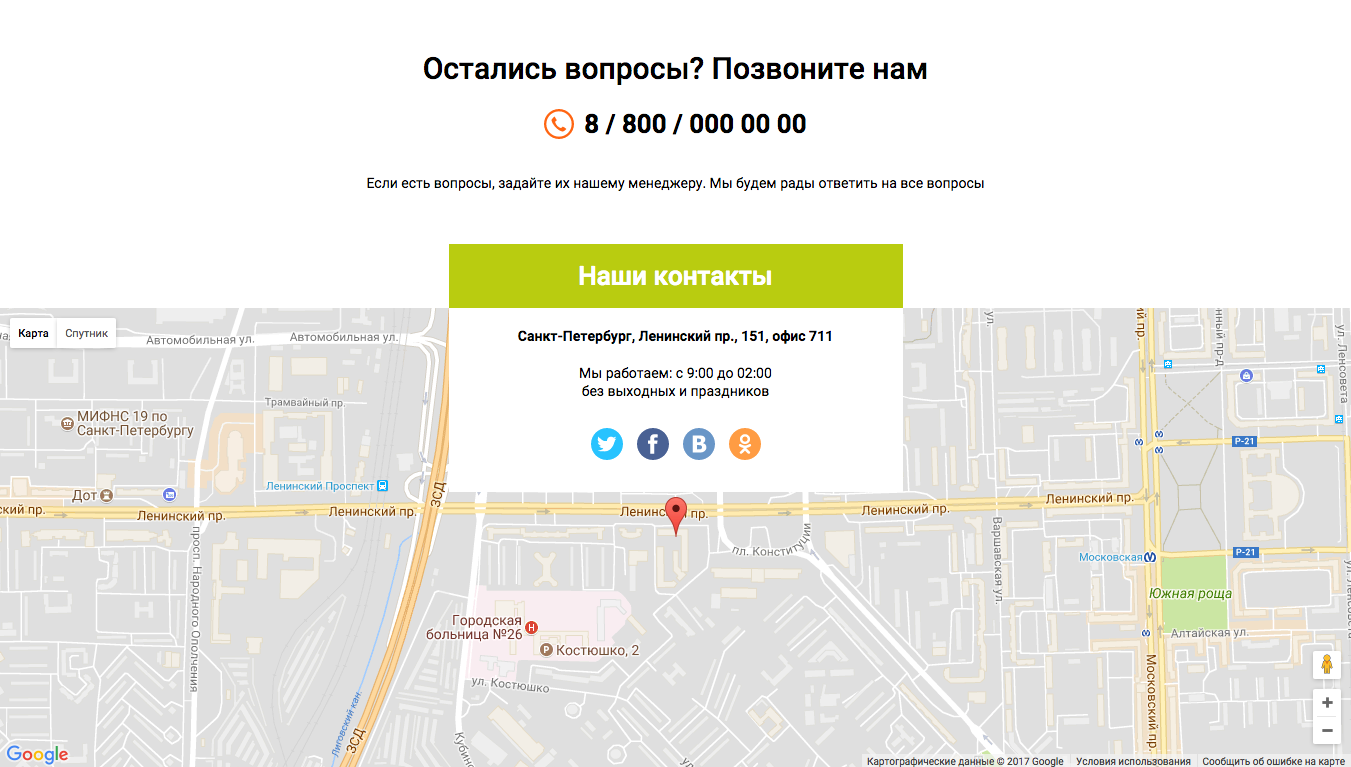 Остались вопросы? Позвоните нам
8 / 800 / 000 00 00
Если есть вопросы, задайте их нашему менеджеру. Мы будем рады ответить на все вопросы
Наши контакты
Санкт-Петербург, Ленинский пр., 151, офис 711
Мы работаем: с 9:00 до 02:00
без выходных и праздников
Карта
Спутник
Автомобильная ул.
Автомобильная ул.
Трамвайный пр.
МИФНС 19 по
Санкт-Петербургу
Ленинский Проспект
Дот
Ленинский пр.
Ленинский пр.
Ленинский пр.
Ленинский пр.
ЗСД
ЗСД
просп. Народного Ополчения
Лиговский кан.
пл. Конституции
Варшавская ул.
ул. Ленсовета
ул. Ленсовета
P-21
P-21
Московская
Южная роща
Алтайская ул.
Московский пр.
Городская
больница №26
H
P
Костюшко, 2
ул. Костюшко
+
−
Google
Картографические данные © 2017 Google
Условия использования
Сообщить об ошибке на карте